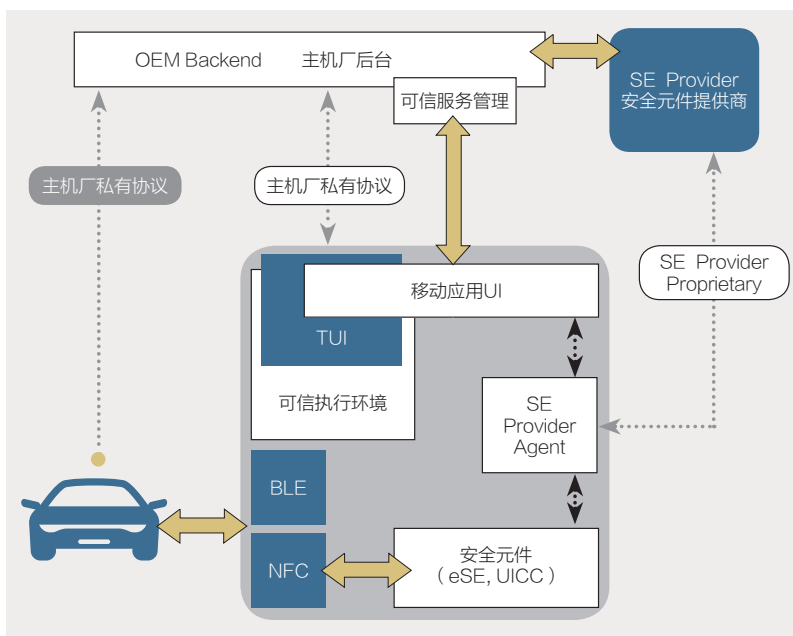 OEM Backend 主机厂后台
SE Provider
安全元件提供商
可信服务管理
主机厂私有协议
主机厂私有协议
SE Provider
Proprietary
移动应用UI
TUI
可信执行环境
SE
Provider
Agent
BLE
NFC
安全元件
（eSE, UICC）